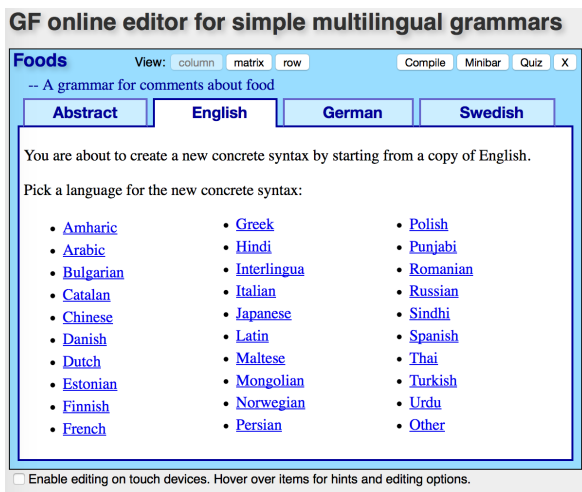 GF online editor for simple multilingual grammars
Foods View: column matrix row Compile Minibar Quiz X
-- A grammar for comments about food
Abstract English German Swedish
You are about to create a new concrete syntax by starting from a copy of English.
Pick a language for the new concrete syntax:
• Amharic
• Arabic
• Bulgarian
• Catalan
• Chinese
• Danish
• Dutch
• Estonian
• Finnish
• French
• Greek
• Hindi
• Interlingua
• Italian
• Japanese
• Latin
• Maltese
• Mongolian
• Norwegian
• Persian
• Polish
• Punjabi
• Romanian
• Russian
• Sindhi
• Spanish
• Thai
• Turkish
• Urdu
• Other
Enable editing on touch devices. Hover over items for hints and editing options.